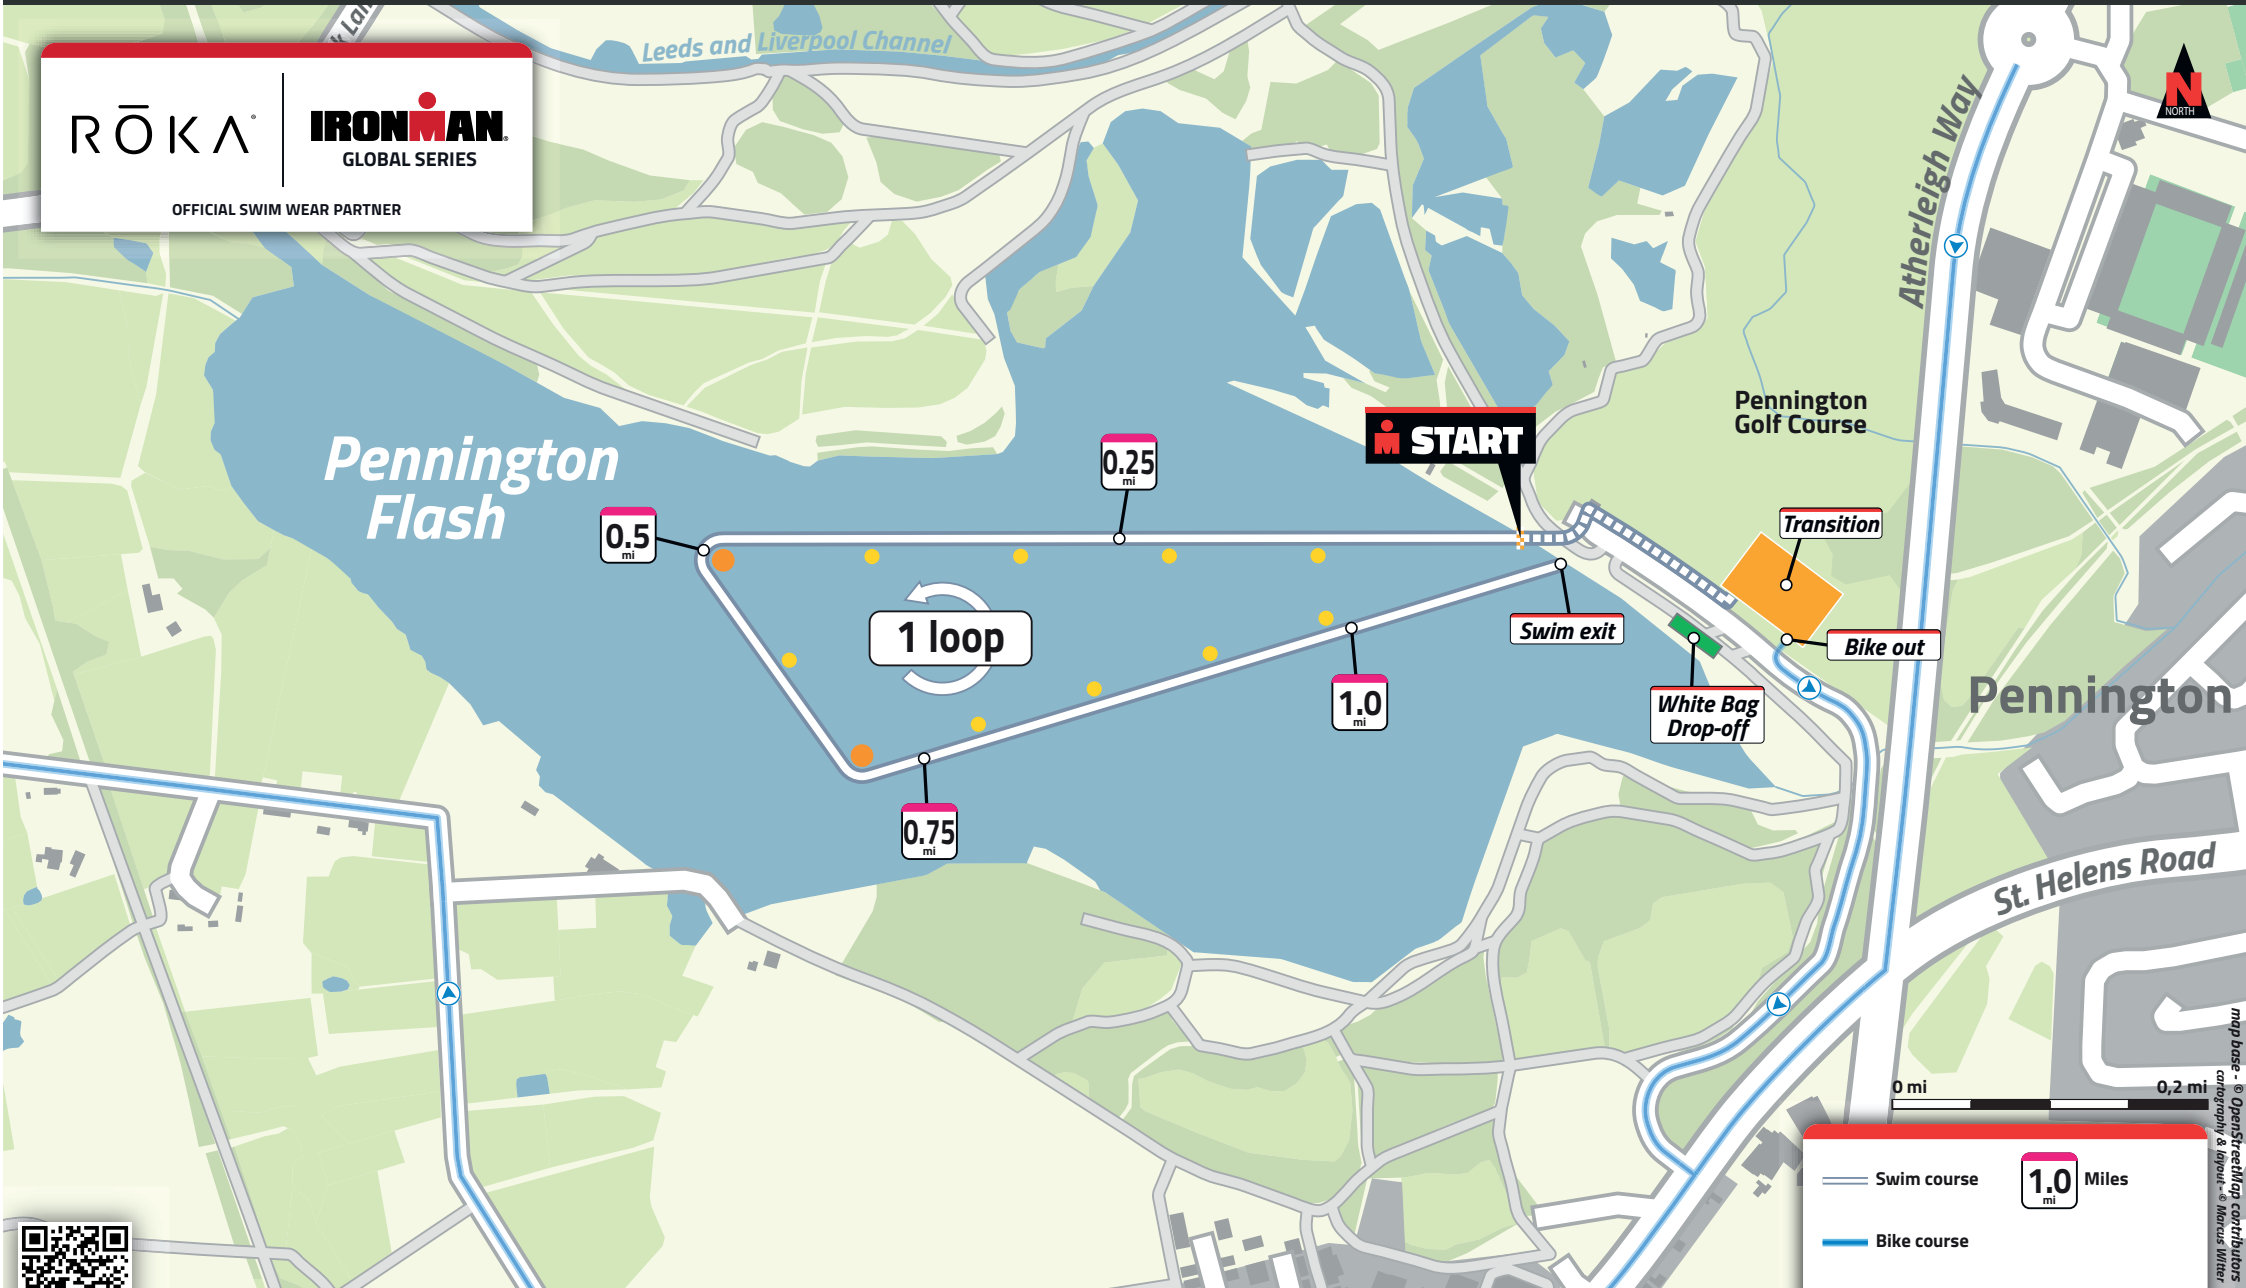 k Lan
Leeds and Liverpool Channel
RŌKA
IRONMAN
GLOBAL SERIES
OFFICIAL SWIM WEAR PARTNER
N
NORTH
Atherleigh Way
Pennington
Flash
0.25
mi
START
Pennington
Golf Course
0.5
mi
Transition
1 loop
Swim exit
Bike out
1.0
mi
White Bag
Drop-off
Pennington
0.75
mi
St. Helens Road
0 mi
0,2 mi
Swim course
1.0
mi
Miles
Bike course
map base - © OpenStreetMap contributors
cartography & layout - © Marcus Witter